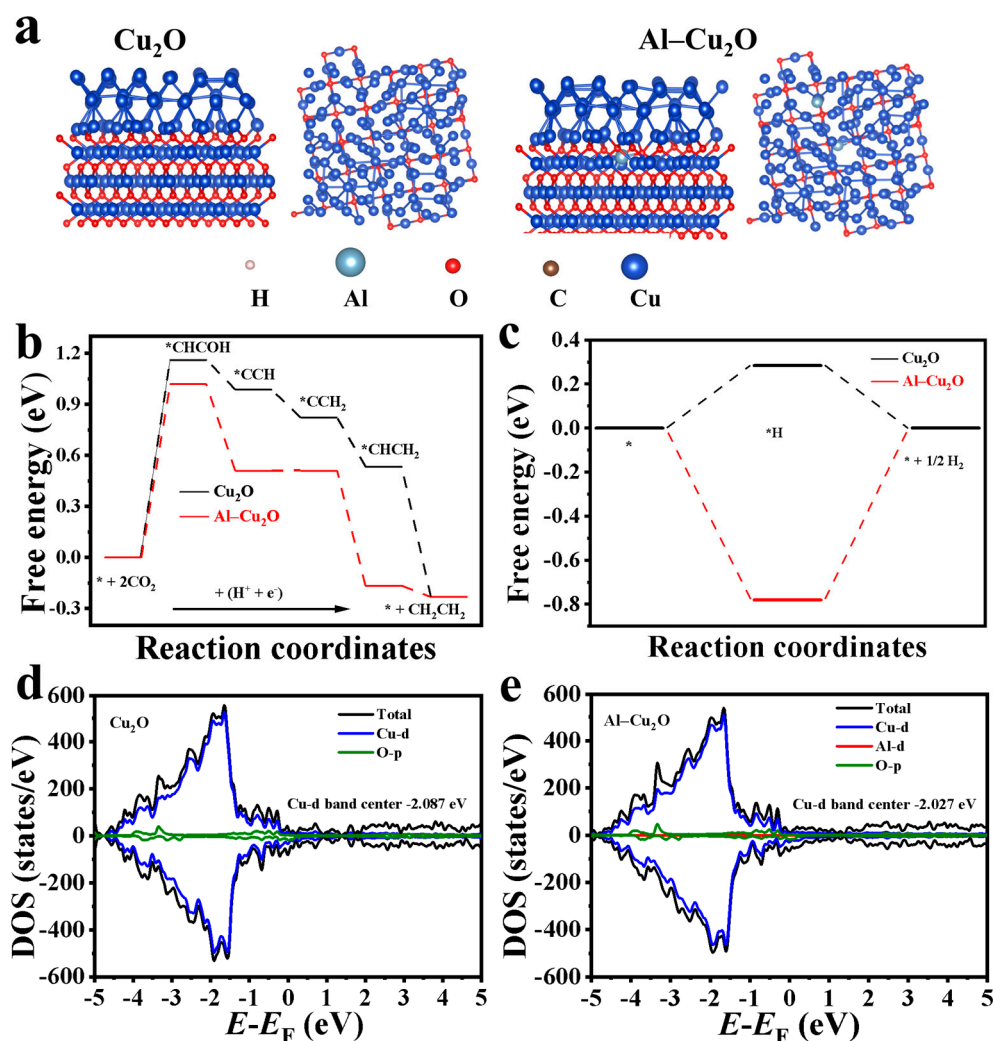 a
Cu₂O
Al–Cu₂O
H
Al
O
C
Cu
b
Free energy (eV)
1.2
0.9
0.6
0.3
0.0
-0.3
*CHCOH
*CCH
*CCH₂
*CHCH₂
Cu₂O
Al–Cu₂O
* + 2CO₂
+ (H⁺ + e⁻)
* + CH₂CH₂
Reaction coordinates
c
Free energy (eV)
0.4
0.2
0.0
-0.2
-0.4
-0.6
-0.8
Cu₂O
Al–Cu₂O
*
*H
* + 1/2 H₂
Reaction coordinates
d
DOS (states/eV)
600
400
200
0
-200
-400
-600
Cu₂O
Total
Cu-d
O-p
Cu-d band center -2.087 eV
-5 -4 -3 -2 -1 0 1 2 3 4 5
E-E_F (eV)
e
DOS (states/eV)
600
400
200
0
-200
-400
-600
Al–Cu₂O
Total
Cu-d
Al-d
O-p
Cu-d band center -2.027 eV
-5 -4 -3 -2 -1 0 1 2 3 4 5
E-E_F (eV)